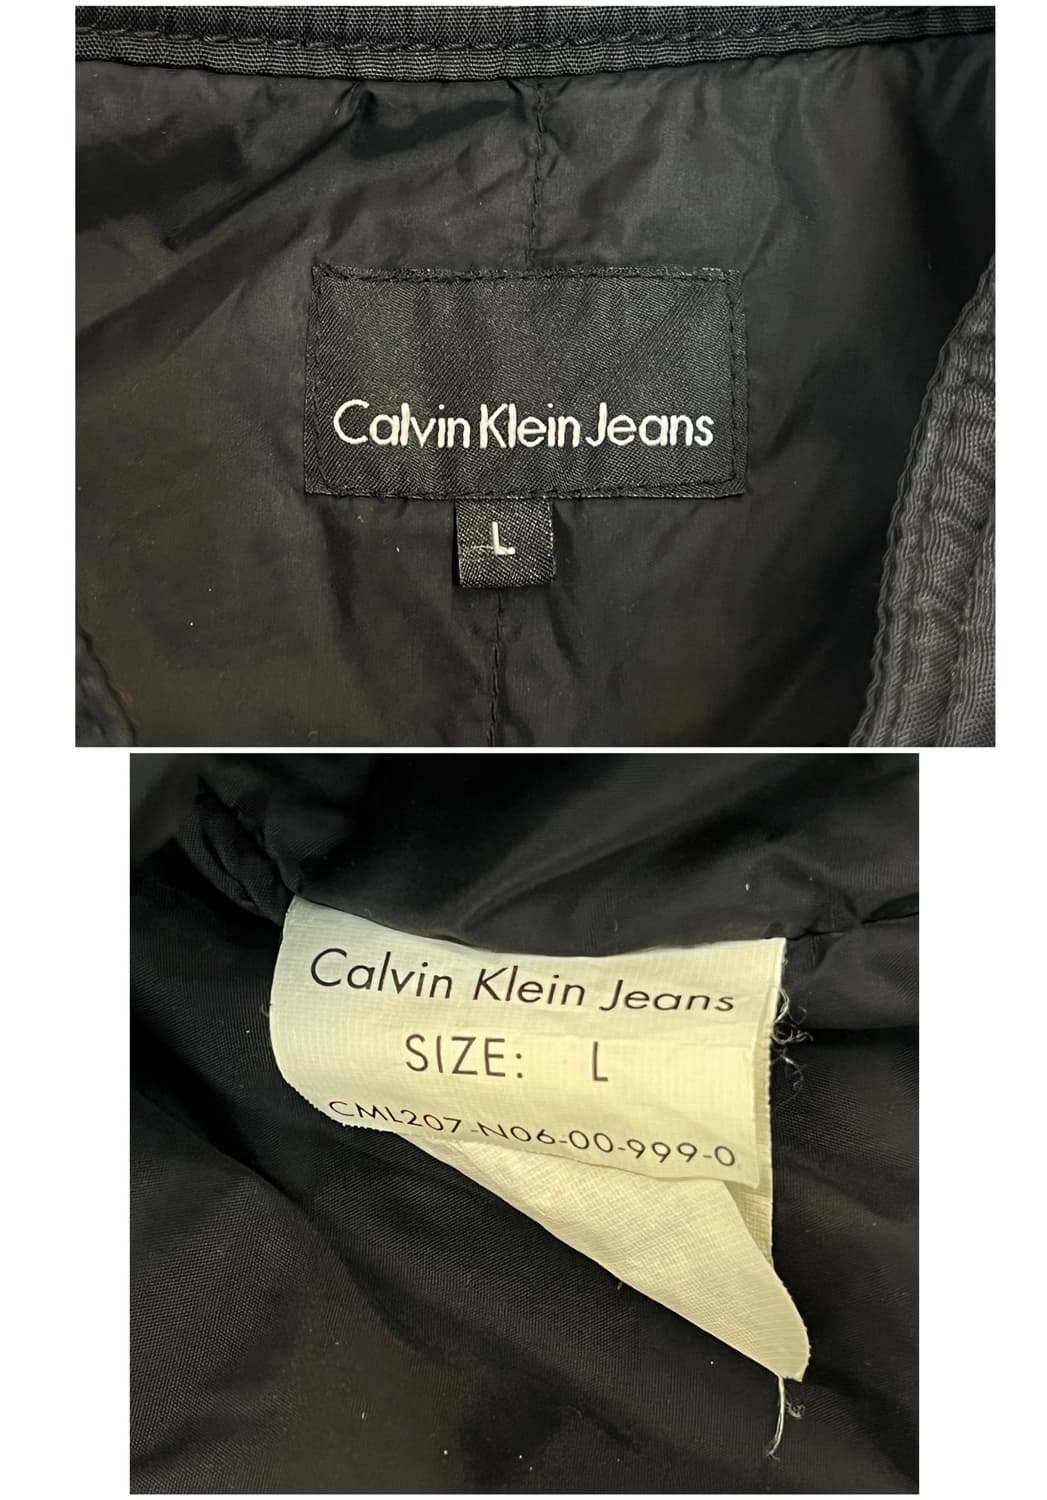 Calvin Klein Jeans
L
Calvin Klein Jeans
SIZE: L
CML207-N06-00-999-0